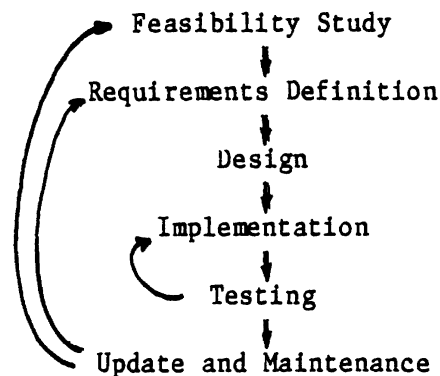 Feasibility Study
Requirements Definition
Design
Implementation
Testing
Update and Maintenance